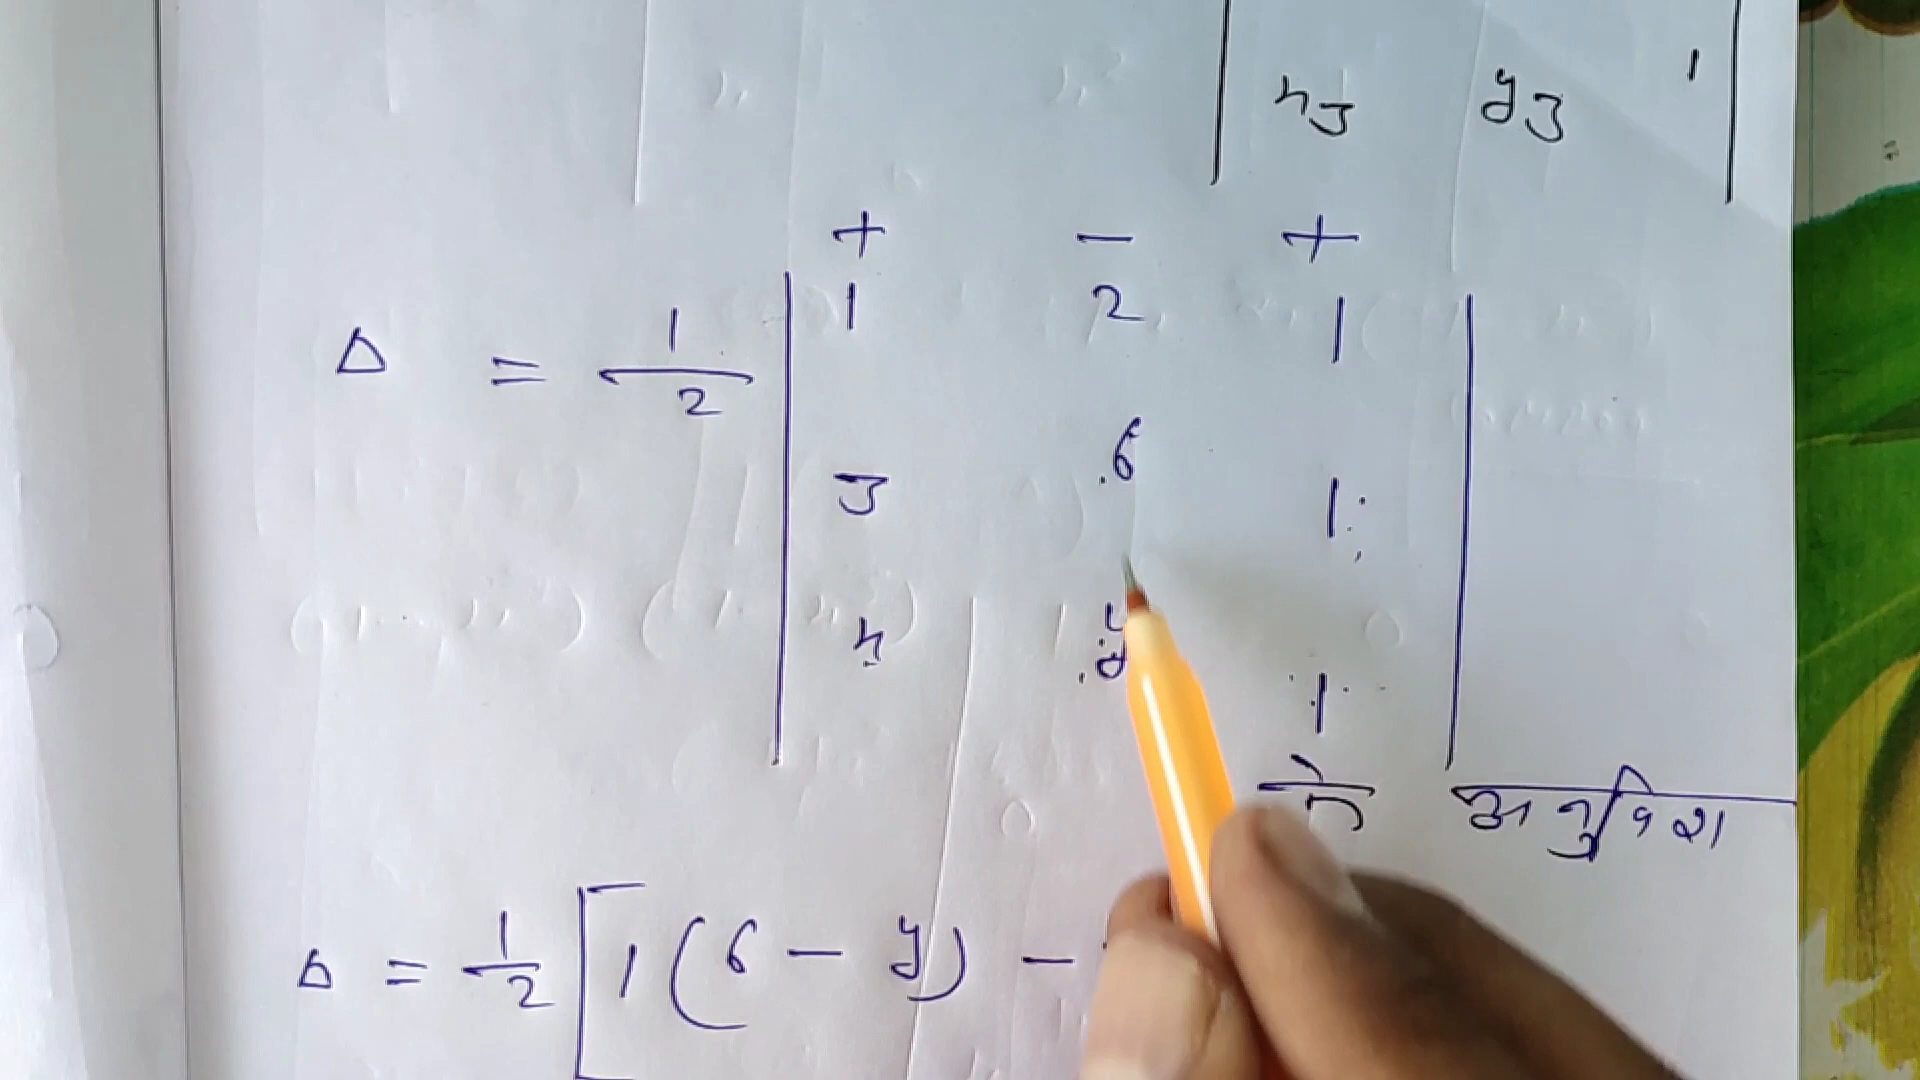 x3 y3 1
+ - +
1 2 1
Δ = 1/2
3 6 1
x y 1
के अनुदिश
Δ = 1/2 [1(6 - y) -